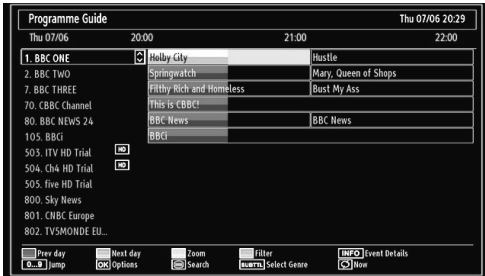 Programme Guide Thu 07/06 20:29
Thu 07/06 20:00 21:00 22:00
1. BBC ONE Holby City Hustle
2. BBC TWO Springwatch Mary, Queen of Shops
7. BBC THREE Filthy Rich and Homeless Bust My Ass
70. CBBC Channel This is CBBC!
80. BBC NEWS 24 BBC News BBC News
105. BBCi BBCi
503. ITV HD Trial HD
504. Ch4 HD Trial HD
505. five HD Trial
800. Sky News
801. CNBC Europe
802. TV5MONDE EU...
Prev day Next day Zoom Filter INFO Event Details
0...9 Jump OK Options Search SUBTTL Select Genre Now